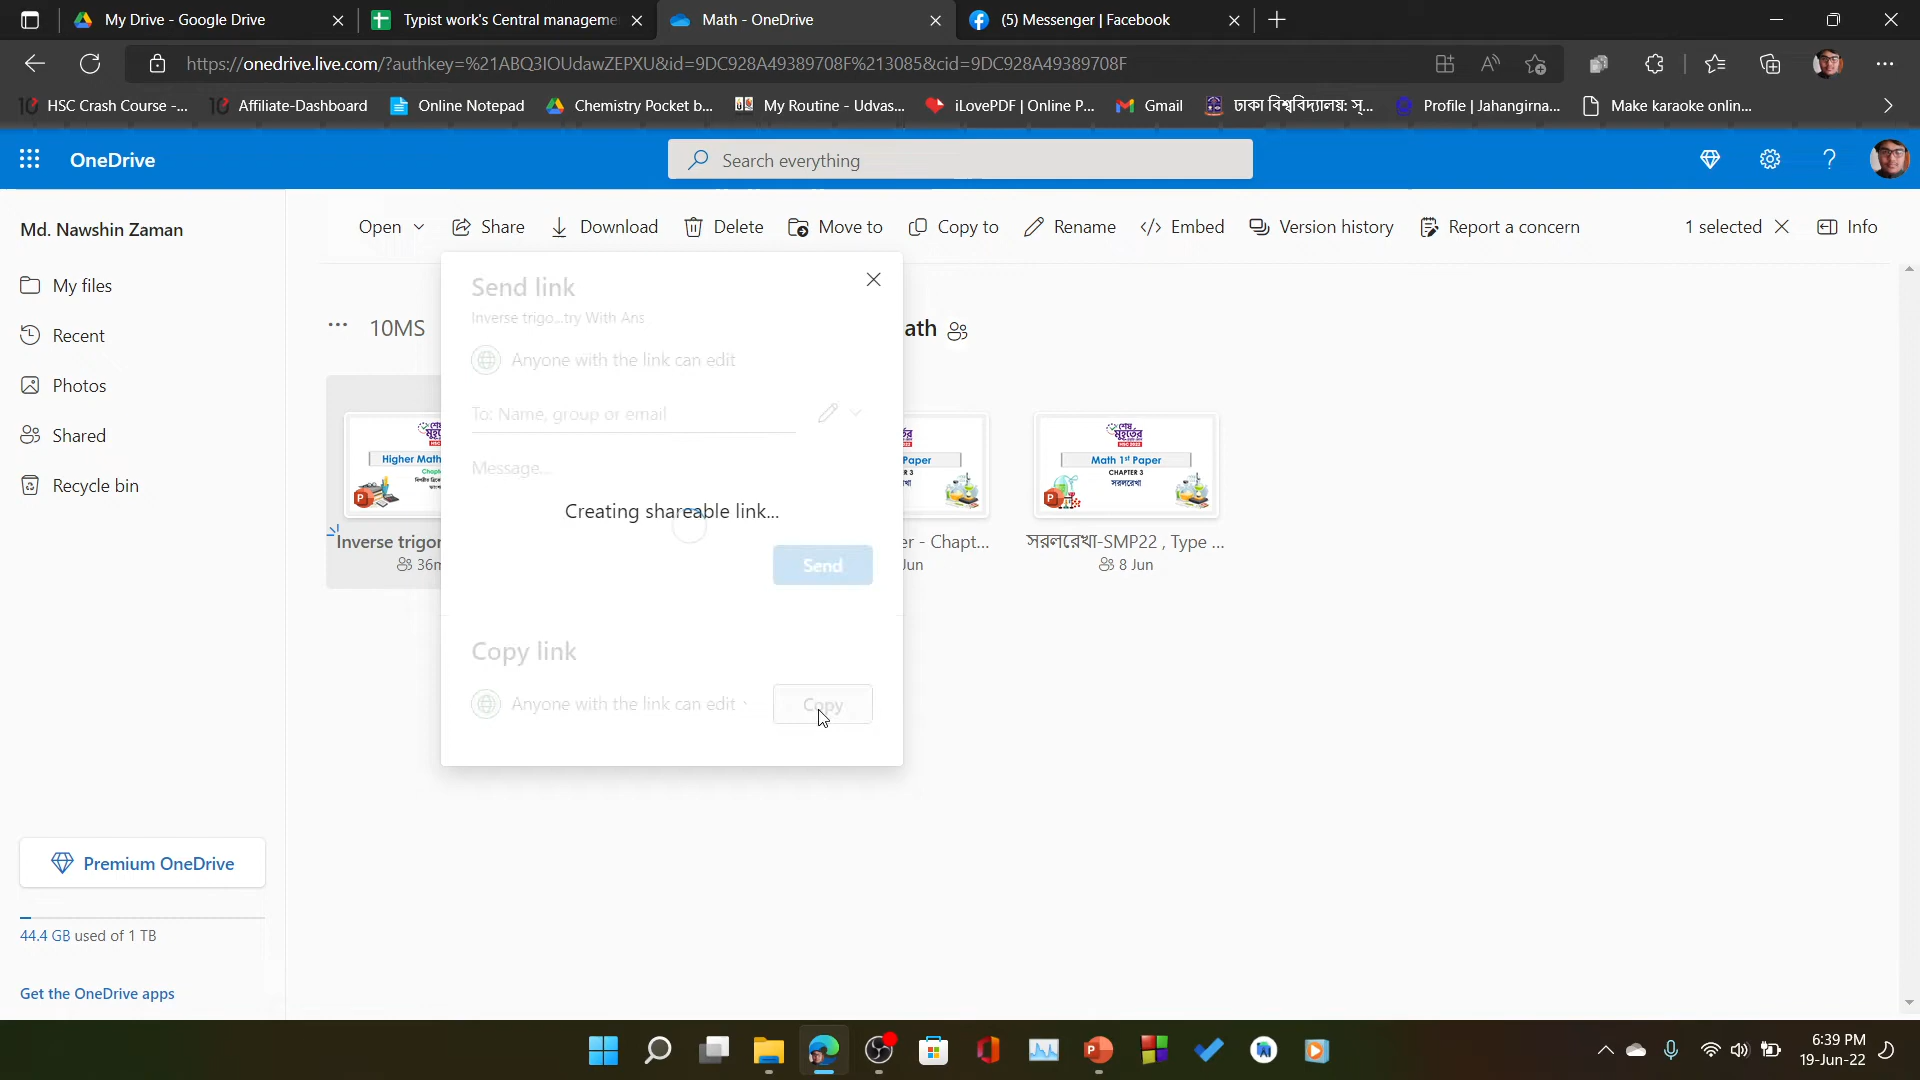 My Drive - Google Drive
Typist work's Central manageme
Math - OneDrive
(5) Messenger | Facebook
https://onedrive.live.com/?authkey=%21ABQ3IOUdawZEPXU&id=9DC928A49389708F%213085&cid=9DC928A49389708F
HSC Crash Course -...
Affiliate-Dashboard
Online Notepad
Chemistry Pocket b...
My Routine - Udvas...
iLovePDF | Online P...
Gmail
ঢাকা বিশ্ববিদ্যালয়: স্...
Profile | Jahangirna...
Make karaoke onlin...
OneDrive
Search everything
Md. Nawshin Zaman
Open
Share
Download
Delete
Move to
Copy to
Rename
Embed
Version history
Report a concern
1 selected
Info
My files
Recent
Photos
Shared
Recycle bin
10MS
ath
Send link
Inverse trigo...try With Ans
Anyone with the link can edit
To: Name, group or email
Message...
Creating shareable link...
Send
Copy link
Anyone with the link can edit
Copy
Higher Math
Inverse trigor
36m
Paper
R 3
er - Chapt...
Jun
শেষ
মুহূর্তের
Math 1st Paper
CHAPTER 3
সরলরেখা
সরলরেখা-SMP22 , Type ...
8 Jun
Premium OneDrive
44.4 GB used of 1 TB
Get the OneDrive apps
6:39 PM
19-Jun-22